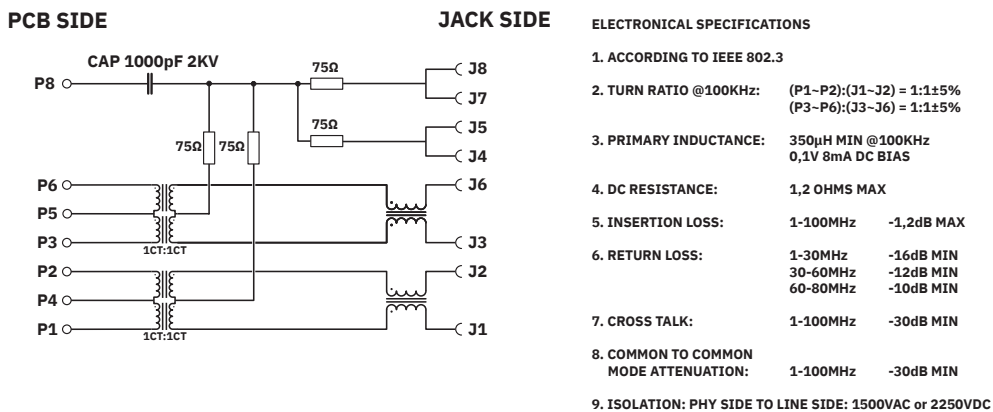 PCB SIDE
JACK SIDE
CAP 1000pF 2KV
P8
75Ω
J8
J7
75Ω
J5
J4
75Ω 75Ω
P6
J6
P5
P3
J3
1CT:1CT
P2
J2
P4
P1
J1
1CT:1CT
ELECTRONICAL SPECIFICATIONS
1. ACCORDING TO IEEE 802.3
2. TURN RATIO @100KHz: (P1~P2):(J1~J2) = 1:1±5%
(P3~P6):(J3~J6) = 1:1±5%
3. PRIMARY INDUCTANCE: 350µH MIN @100KHz
0,1V 8mA DC BIAS
4. DC RESISTANCE: 1,2 OHMS MAX
5. INSERTION LOSS: 1-100MHz -1,2dB MAX
6. RETURN LOSS: 1-30MHz -16dB MIN
30-60MHz -12dB MIN
60-80MHz -10dB MIN
7. CROSS TALK: 1-100MHz -30dB MIN
8. COMMON TO COMMON
MODE ATTENUATION: 1-100MHz -30dB MIN
9. ISOLATION: PHY SIDE TO LINE SIDE: 1500VAC or 2250VDC